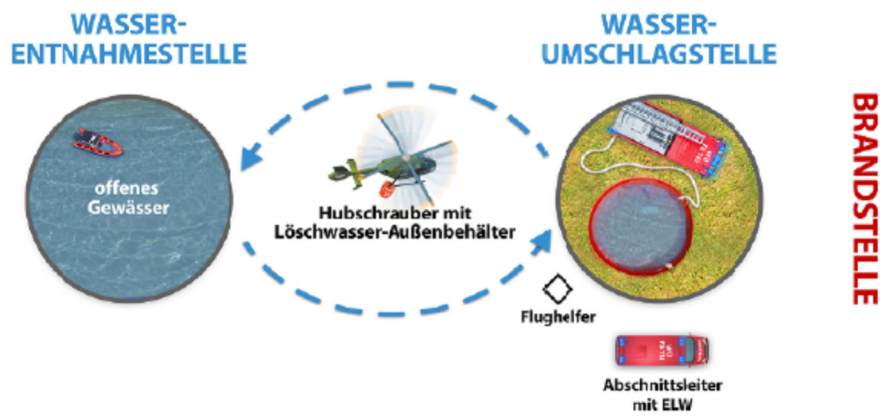 WASSER-
ENTNAHMESTELLE
WASSER-
UMSCHLAGSTELLE
offenes
Gewässer
Hubschrauber mit
Löschwasser-Außenbehälter
BRANDSTELLE
Flughelfer
Abschnittsleiter
mit ELW